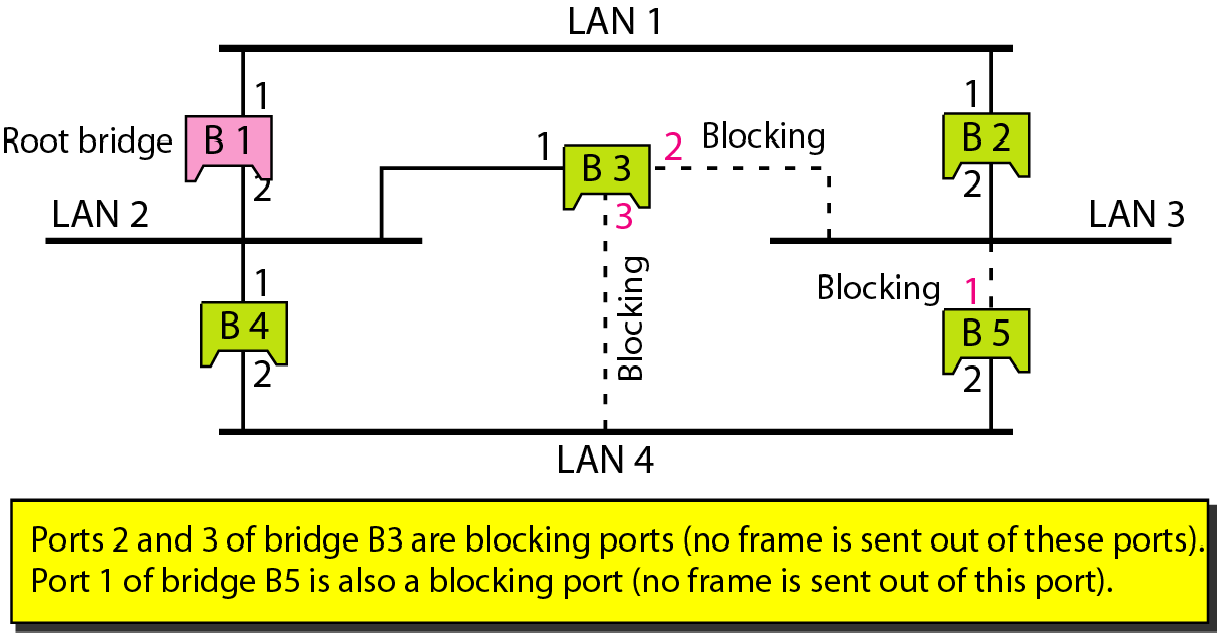 LAN 1
1
1
Root bridge
B 1
1
B 3
2
Blocking
B 2
2
2
LAN 2
3
LAN 3
1
Blocking
Blocking
1
B 4
B 5
2
2
LAN 4
Ports 2 and 3 of bridge B3 are blocking ports (no frame is sent out of these ports).
Port 1 of bridge B5 is also a blocking port (no frame is sent out of this port).